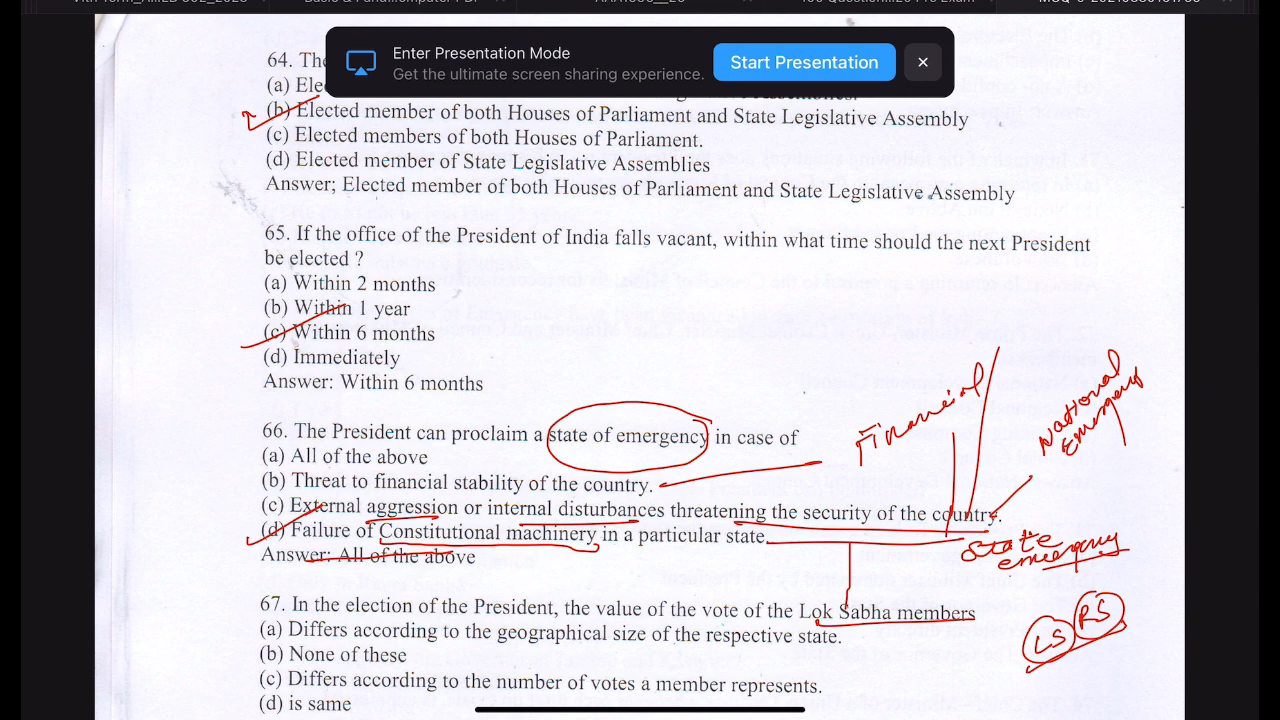 Enter Presentation Mode
Get the ultimate screen sharing experience.
Start Presentation
64. The
(a) Elec
(b) Elected member of both Houses of Parliament and State Legislative Assembly
(c) Elected members of both Houses of Parliament.
(d) Elected member of State Legislative Assemblies
Answer; Elected member of both Houses of Parliament and State Legislative Assembly
65. If the office of the President of India falls vacant, within what time should the next President
be elected ?
(a) Within 2 months
(b) Within 1 year
(c) Within 6 months
(d) Immediately
Answer: Within 6 months
66. The President can proclaim a state of emergency in case of
(a) All of the above
(b) Threat to financial stability of the country.
(c) External aggression or internal disturbances threatening the security of the country.
(d) Failure of Constitutional machinery in a particular state.
Answer: All of the above
Financial
National
State
emergency
67. In the election of the President, the value of the vote of the Lok Sabha members
(a) Differs according to the geographical size of the respective state.
(b) None of these
(c) Differs according to the number of votes a member represents.
(d) is same
LS RS